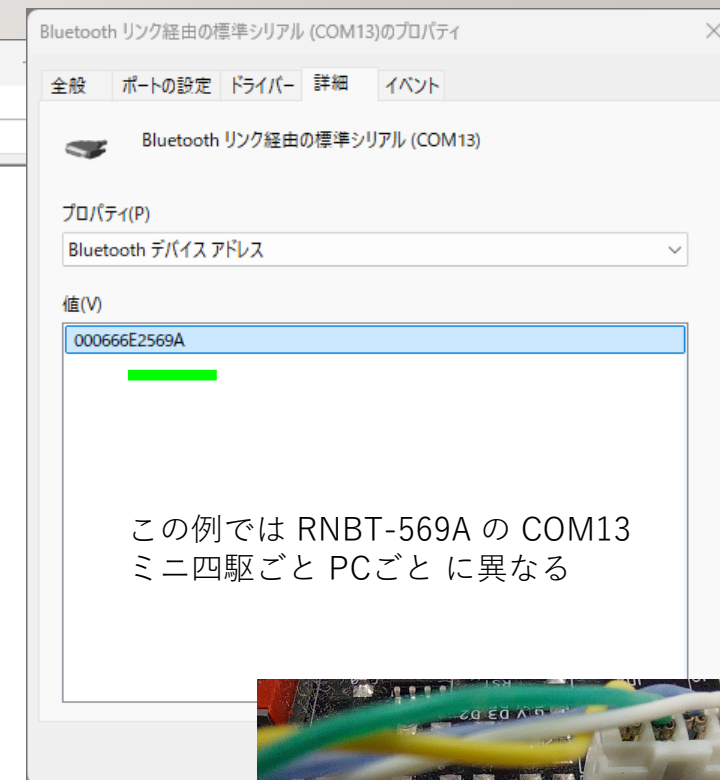 Bluetooth リンク経由の標準シリアル (COM13)のプロパティ
全般 ポートの設定 ドライバー 詳細 イベント
Bluetooth リンク経由の標準シリアル (COM13)
プロパティ(P)
Bluetooth デバイス アドレス
値(V)
000666E2569A
この例では RNBT-569A の COM13
ミニ四駆ごと PCごと に異なる